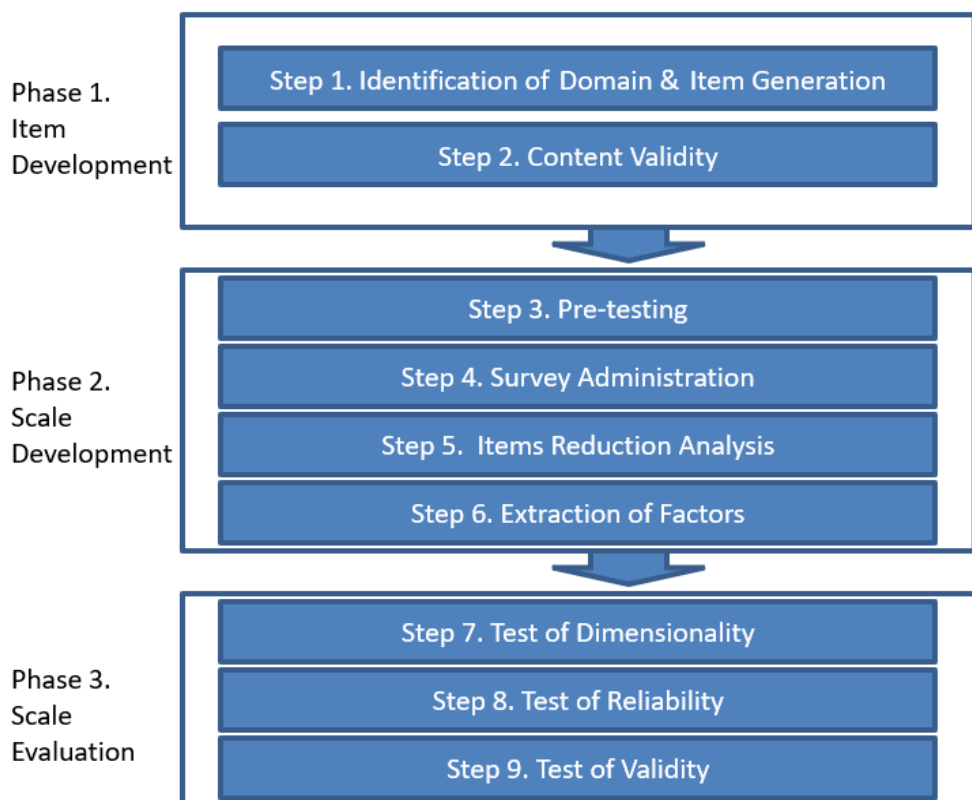 Phase 1.
Item
Development
Step 1. Identification of Domain & Item Generation
Step 2. Content Validity
Phase 2.
Scale
Development
Step 3. Pre-testing
Step 4. Survey Administration
Step 5.  Items Reduction Analysis
Step 6. Extraction of Factors
Phase 3.
Scale
Evaluation
Step 7. Test of Dimensionality
Step 8. Test of Reliability
Step 9. Test of Validity